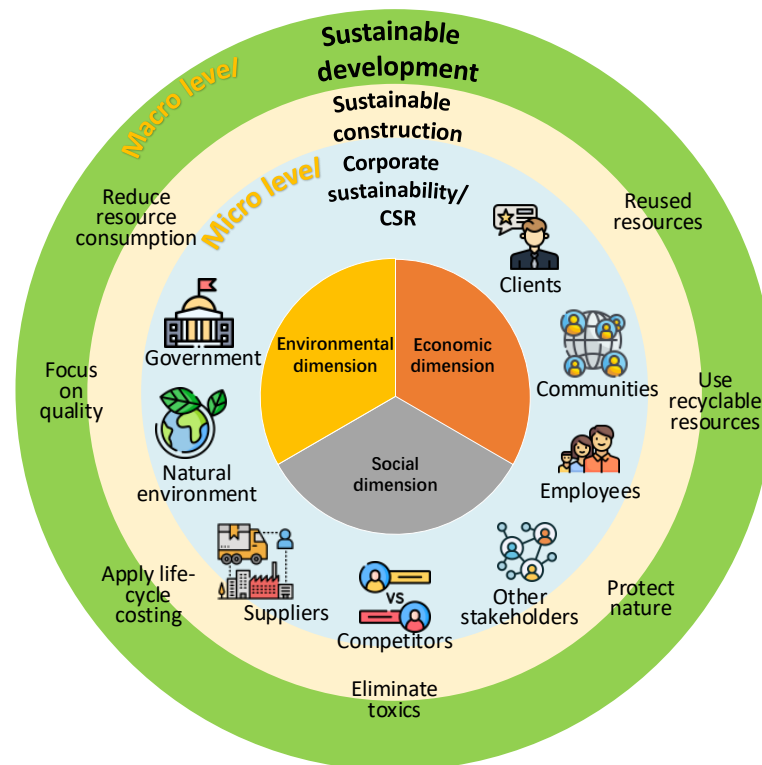 Sustainable
development
Macro level/
Sustainable
construction
Micro level/
Corporate
sustainability/
CSR
Reduce
resource
consumption
Reused
resources
Clients
Government
Environmental
dimension
Economic
dimension
Communities
Focus
on
quality
Use
recyclable
resources
Natural
environment
Social
dimension
Employees
Apply life-
cycle
costing
Suppliers
VS
Competitors
Other
stakeholders
Protect
nature
Eliminate
toxics